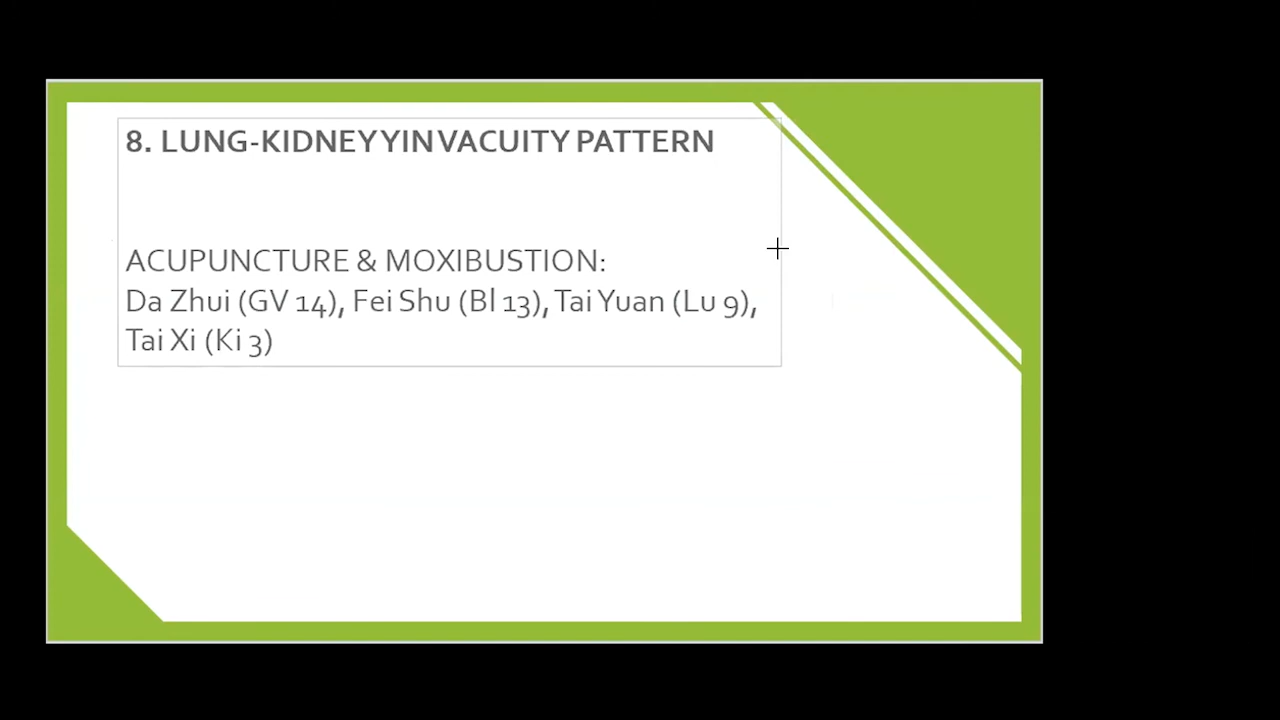 8. LUNG-KIDNEY YIN VACUITY PATTERN
ACUPUNCTURE & MOXIBUSTION:
Da Zhui (GV 14), Fei Shu (Bl 13), Tai Yuan (Lu 9),
Tai Xi (Ki 3)